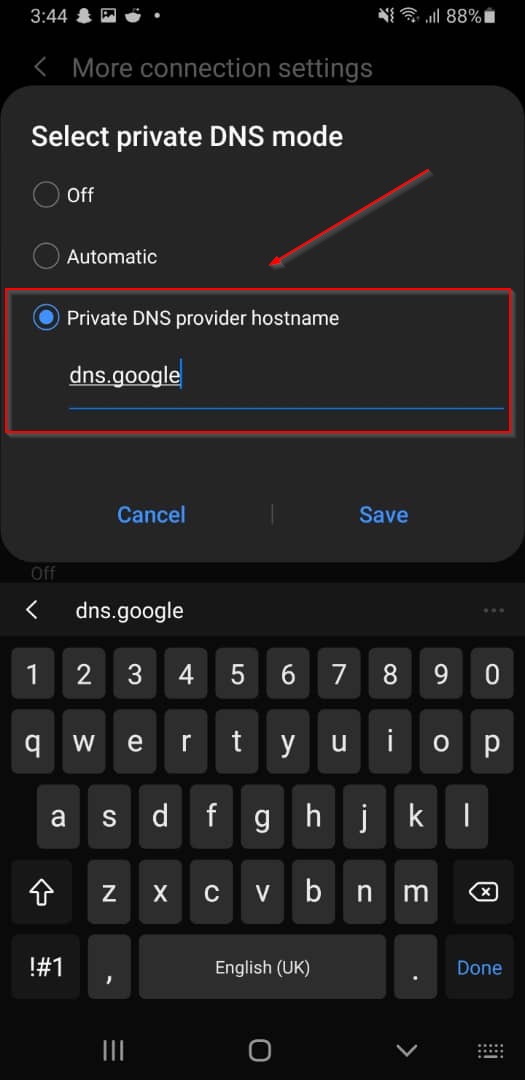 3:44 88%
More connection settings
Select private DNS mode
Off
Automatic
Private DNS provider hostname
dns.google
Cancel | Save
Off
dns.google
1 2 3 4 5 6 7 8 9 0
q w e r t y u i o p
a s d f g h j k l
z x c v b n m
!#1 , English (UK) . Done